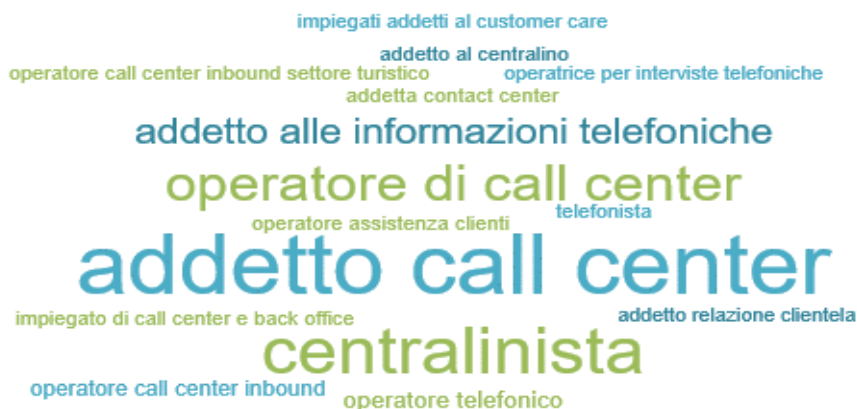 impiegati addetti al customer care
addetto al centralino
operatore call center inbound settore turistico
operatrice per interviste telefoniche
addetta contact center
addetto alle informazioni telefoniche
operatore di call center
telefonista
operatore assistenza clienti
addetto call center
impiegato di call center e back office
addetto relazione clientela
centralinista
operatore call center inbound
operatore telefonico